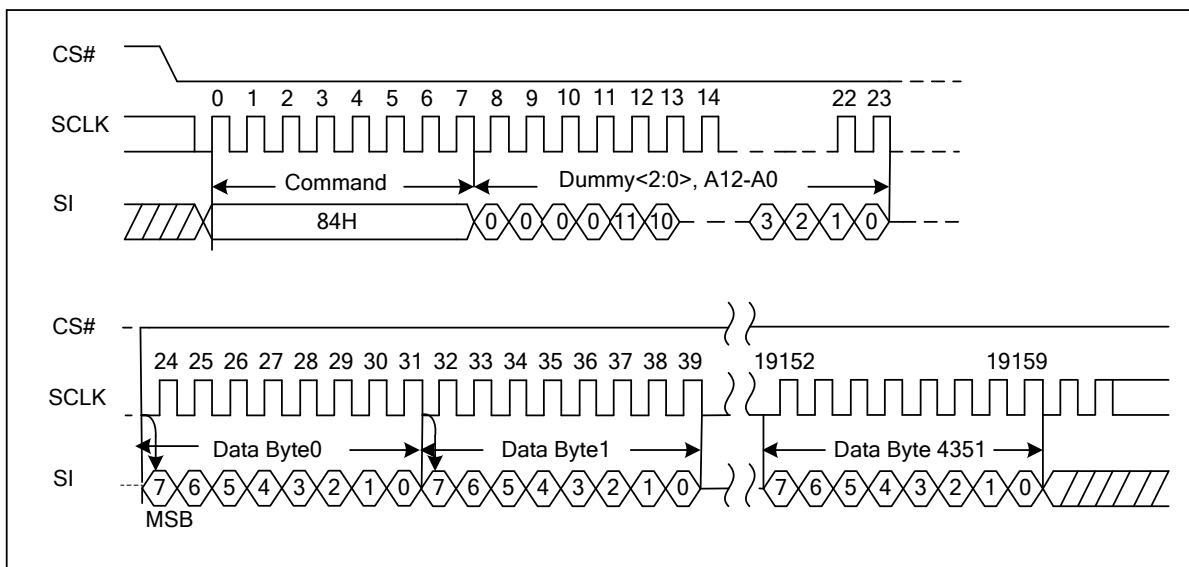 CS#
0 1 2 3 4 5 6 7 8 9 10 11 12 13 14 22 23
SCLK
Command Dummy<2:0>, A12-A0
SI
84H 0 0 0 0 11 10 3 2 1 0
CS#
24 25 26 27 28 29 30 31 32 33 34 35 36 37 38 39 19152 19159
SCLK
Data Byte0 Data Byte1 Data Byte 4351
SI
7 6 5 4 3 2 1 0 7 6 5 4 3 2 1 0 7 6 5 4 3 2 1 0
MSB